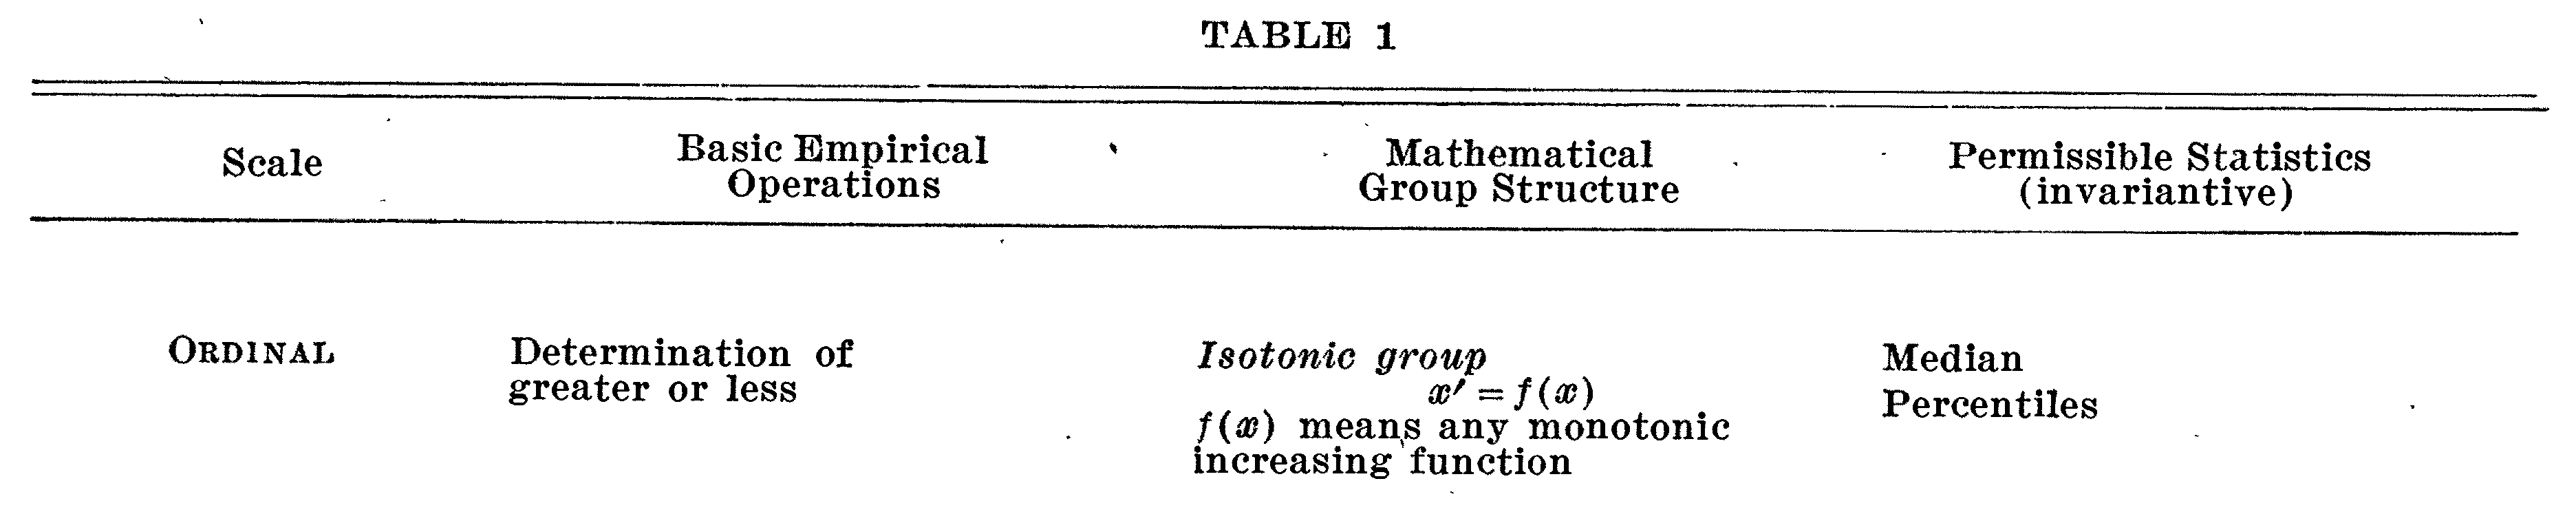 TABLE 1
Scale
Basic Empirical
Operations
Mathematical
Group Structure
Permissible Statistics
(invariantive)
ORDINAL
Determination of
greater or less
Isotonic group
x′ = f(x)
f(x) means any monotonic
increasing function
Median
Percentiles